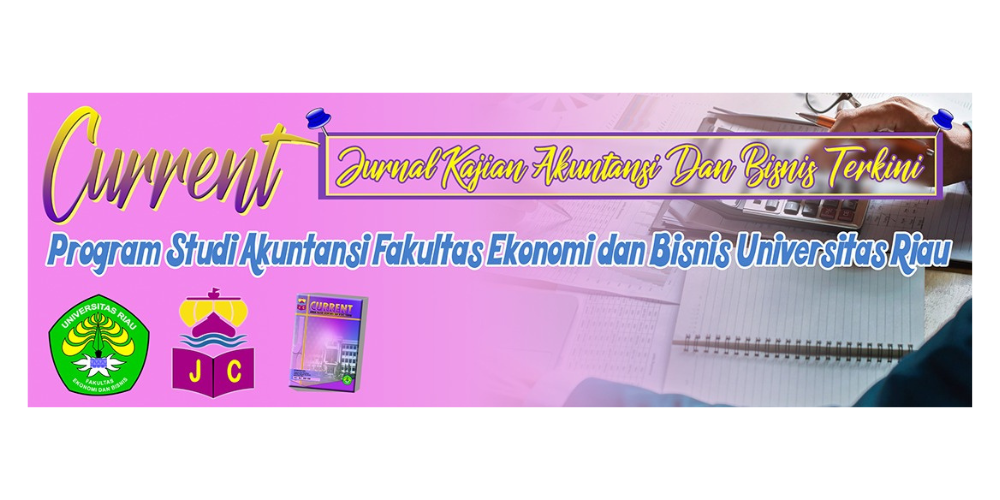 Current
Jurnal Kajian Akuntansi Dan Bisnis Terkini
Program Studi Akuntansi Fakultas Ekonomi dan Bisnis Universitas Riau
UNIVERSITAS RIAU
FAKULTAS
EKONOMI DAN BISNIS
J C
CURRENT